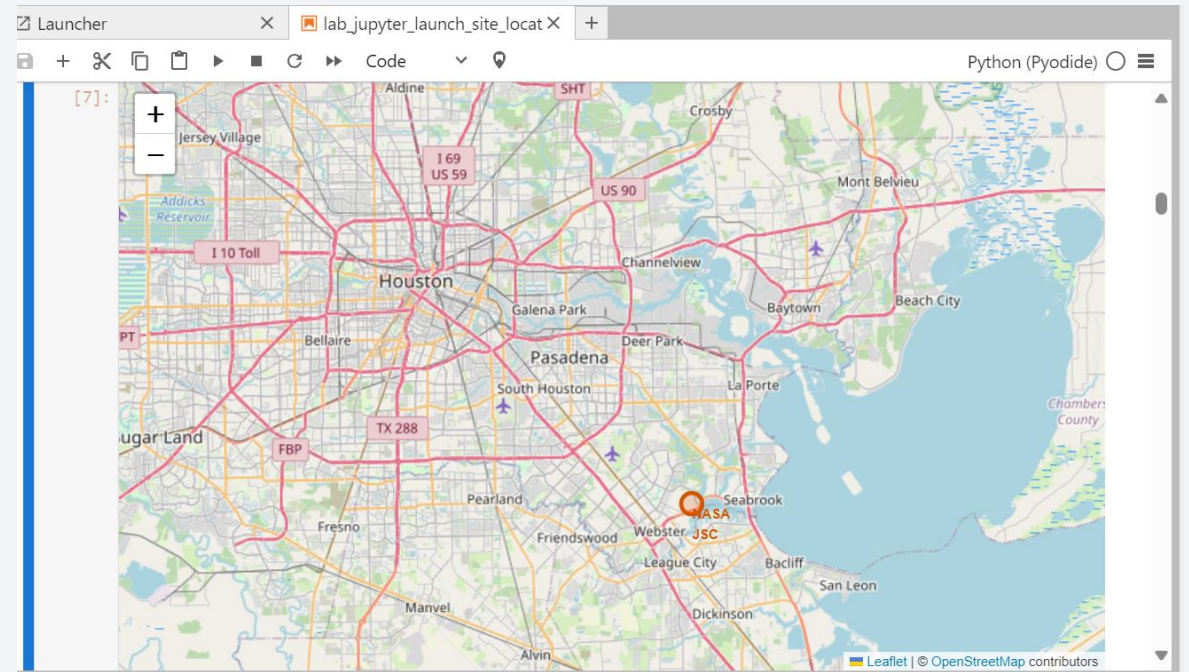 Launcher
lab_jupyter_launch_site_locat
Code
Python (Pyodide)
[7]:
+
−
Aldine
SHT
Crosby
Jersey Village
I 69
US 59
US 90
Mont Belvieu
Addicks
Reservoir
I 10 Toll
Channelview
Houston
Galena Park
Baytown
Beach City
PT
Bellaire
Deer Park
Pasadena
South Houston
La Porte
Chambers
County
ugar Land
TX 288
FBP
Pearland
Seabrook
NASA
JSC
Fresno
Friendswood
Webster
League City
Bacliff
San Leon
Manvel
Dickinson
Alvin
Leaflet | © OpenStreetMap contributors